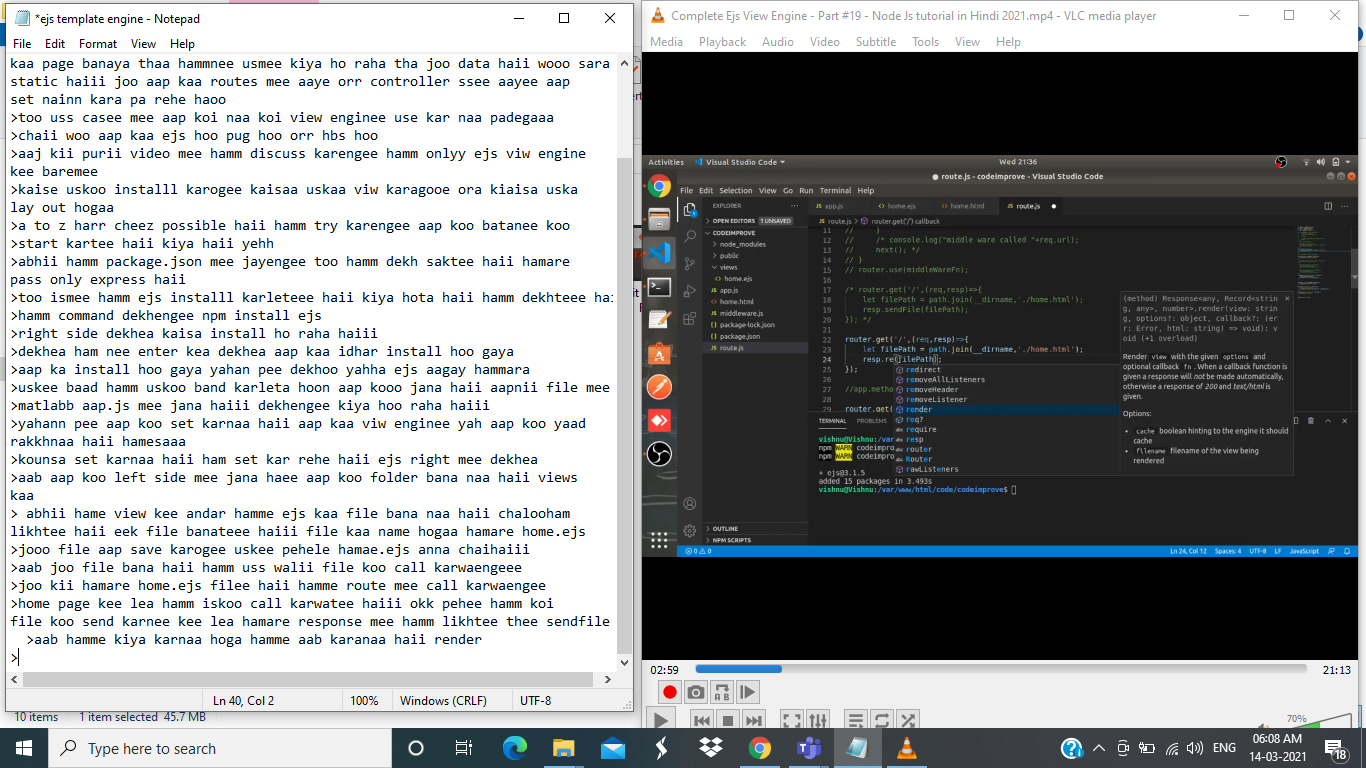 *ejs template engine - Notepad
File Edit Format View Help
kaa page banaya thaa hammnee usmee kiya ho raha tha joo data haii wooo sara
static haiii joo aap kaa routes mee aaye orr controller ssee aayee aap
set nainn kara pa rehe haoo
>too uss casee mee aap koi naa koi view enginee use kar naa padegaaa
>chaii woo aap kaa ejs hoo pug hoo orr hbs hoo
>aaj kii purii video mee hamm discuss karengee hamm onlyy ejs viw engine
kee baremee
>kaise uskoo installl karogee kaisaa uskaa viw karagooe ora kiaisa uska
lay out hogaa
>a to z harr cheez possible haii hamm try karengee aap koo batanee koo
>start kartee haii kiya haii yehh
>abhii hamm package.json mee jayengee too hamm dekh saktee haii hamare
pass only express haii
>too ismee hamm ejs installl karleteee haii kiya hota haii hamm dekhteee ha
>hamm command dekhengee npm install ejs
>right side dekhea kaisa install ho raha haiii
>dekhea ham nee enter kea dekhea aap kaa idhar install hoo gaya
>aap ka install hoo gaya yahan pee dekhoo yahha ejs aagay hammara
>uskee baad hamm uskoo band karleta hoon aap kooo jana haii aapnii file mee
>matlabb aap.js mee jana haiii dekhengee kiya hoo raha haiii
>yahann pee aap koo set karnaa haii aap kaa viw enginee yah aap koo yaad
rakkhnaa haii hamesaaa
>kounsa set karnaa haii ham set kar rehe haii ejs right mee dekhea
>aab aap koo left side mee jana haee aap koo folder bana naa haii views
kaa
> abhii hame view kee andar hamme ejs kaa file bana naa haii chalooham
likhtee haii eek file banateee haiii file kaa name hogaa hamare home.ejs
>jooo file aap save karogee uskee pehele hamae.ejs anna chaihaiii
>aab joo file bana haii hamm uss walii file koo call karwaengeee
>joo kii hamare home.ejs filee haii hamme route mee call karwaengee
>home page kee lea hamm iskoo call karwatee haiii okk pehee hamm koi
file koo send karnee kee lea hamare response mee hamm likhtee thee sendfile
>aab hamme kiya karnaa hoga hamme aab karanaa haii render
>
Ln 40, Col 2 100% Windows (CRLF) UTF-8
10 items 1 item selected 45.7 MB
Complete Ejs View Engine - Part #19 - Node Js tutorial in Hindi 2021.mp4 - VLC media player
Media Playback Audio Video Subtitle Tools View Help
Activities Visual Studio Code Wed 21:36
route.js - codeimprove - Visual Studio Code
File Edit Selection View Go Run Terminal Help
EXPLORER
OPEN EDITORS 1 UNSAVED
CODEIMPROVE
node_modules
public
views
home.ejs
app.js
home.html
middleware.js
package-lock.json
package.json
route.js
OUTLINE
NPM SCRIPTS
app.js home.ejs home.html route.js
route.js > router.get('/') callback
11 // }
12 // /* console.log("middle ware called "+req.url);
13 // next(); */
14 // }
15 // router.use(middleWareFn);
16
17 /* router.get('/',(req,resp)=>{
18 let filePath = path.join(__dirname,'./home.html');
19 resp.sendFile(filePath);
20 }); */
21
22 router.get('/',(req,resp)=>{
23 let filePath = path.join(__dirname,'./home.html');
24 resp.re(filePath);
25 });
26
27 //app.metho
28
29 router.get(
redirect
removeAllListeners
removeHeader
removeListener
render
req?
require
resp
router
Router
rawListeners
(method) Response<any, Record<strin
g, any>, number>.render(view: stri
ng, options?: object, callback?: (er
r: Error, html: string) => void): v
oid (+1 overload)
Render view with the given options and
optional callback fn. When a callback function is
given a response will not be made automatically,
otherwise a response of 200 and text/html is
given.
Options:
cache boolean hinting to the engine it should
cache
filename filename of the view being
rendered
TERMINAL PROBLEMS
vishnu@Vishnu:/var
npm WARN codeimpro
npm WARN codeimpro
+ ejs@3.1.5
added 15 packages in 3.493s
vishnu@Vishnu:/var/www/html/code/codeimprove$
0 0 Ln 24, Col 12 Spaces: 4 UTF-8 LF JavaScript
02:59 21:13
70%
Type here to search
ENG
06:08 AM
14-03-2021
18